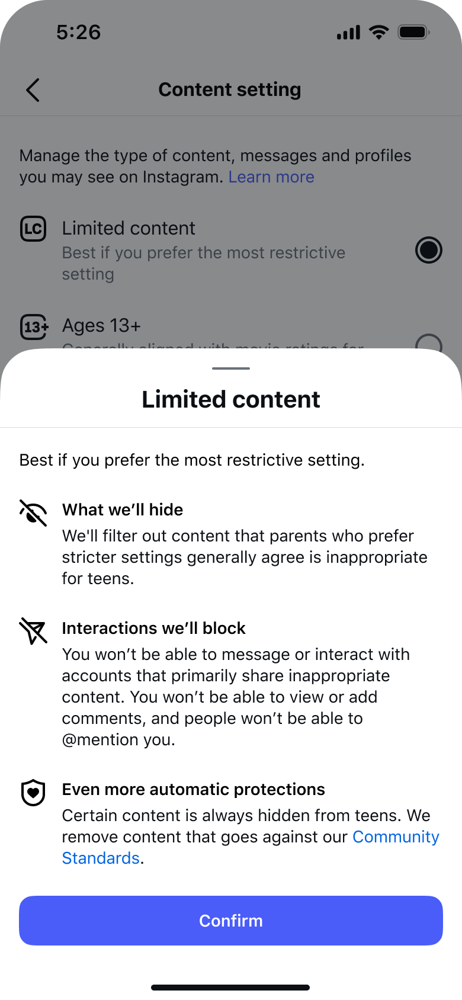 5:26
Content setting
Manage the type of content, messages and profiles
you may see on Instagram. Learn more
LC
Limited content
Best if you prefer the most restrictive
setting
13+
Ages 13+
Generally aligned with movie ratings for
Limited content
Best if you prefer the most restrictive setting.
What we’ll hide
We'll filter out content that parents who prefer
stricter settings generally agree is inappropriate
for teens.
Interactions we’ll block
You won’t be able to message or interact with
accounts that primarily share inappropriate
content. You won’t be able to view or add
comments, and people won’t be able to
@mention you.
Even more automatic protections
Certain content is always hidden from teens. We
remove content that goes against our Community
Standards.
Confirm